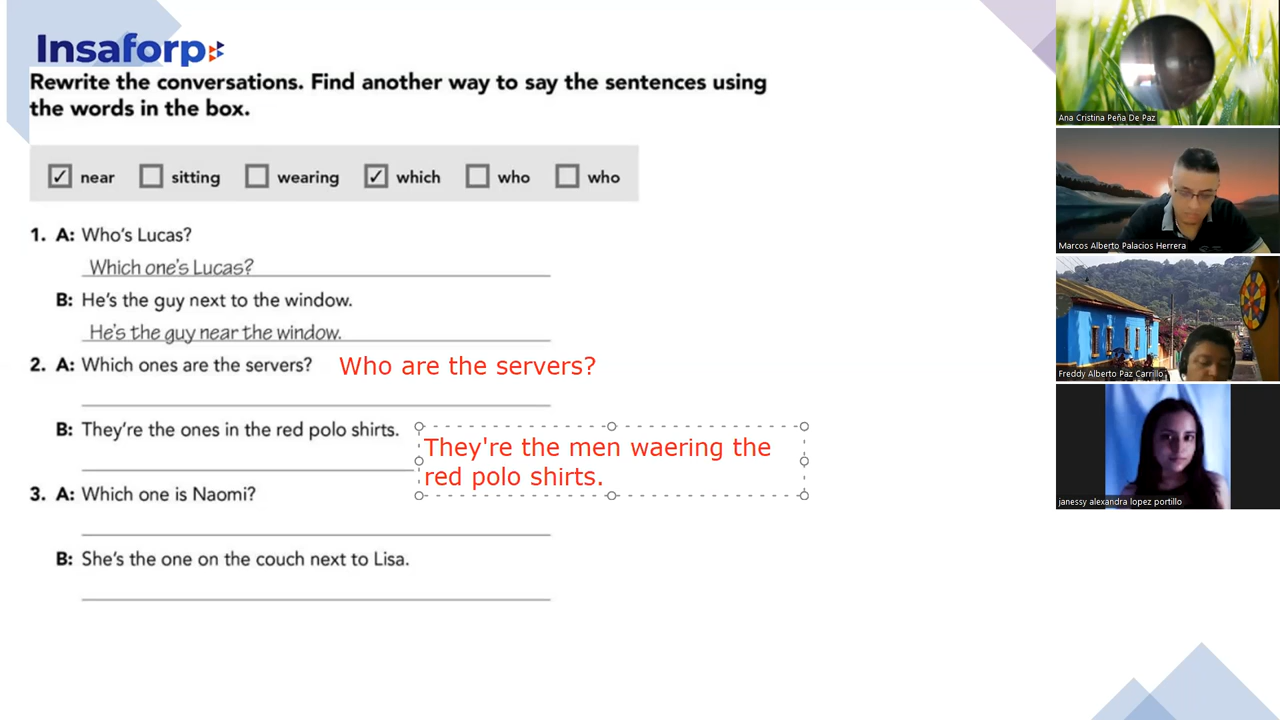 Insaforp
Rewrite the conversations. Find another way to say the sentences using
the words in the box.
✓ near sitting wearing ✓ which who who
1. A: Who's Lucas?
Which one's Lucas?
B: He's the guy next to the window.
He's the guy near the window.
2. A: Which ones are the servers? Who are the servers?
B: They're the ones in the red polo shirts.
They're the men waering the
red polo shirts.
3. A: Which one is Naomi?
B: She's the one on the couch next to Lisa.
Ana Cristina Peña De Paz
Marcos Alberto Palacios Herrera
Freddy Alberto Paz Carrillo
janessy alexandra lopez portillo